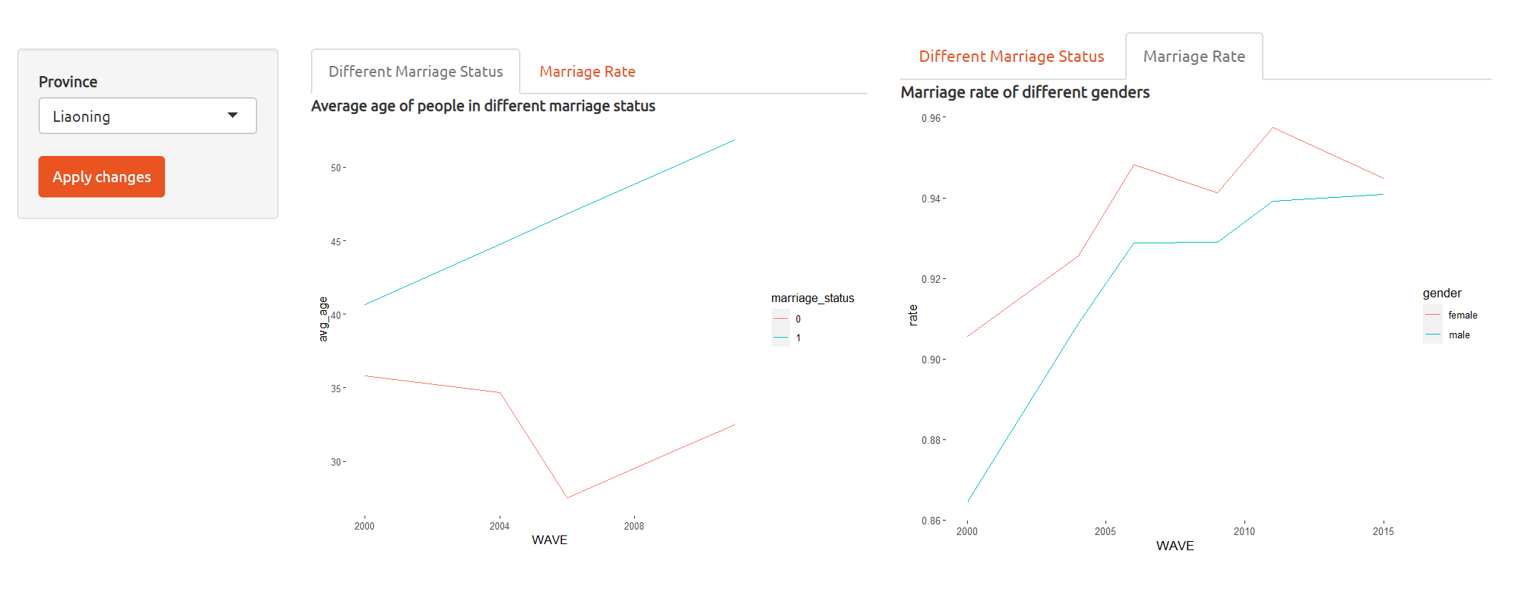 Province
Liaoning
Apply changes
Different Marriage Status
Marriage Rate
Average age of people in different marriage status
50
45
40
35
30
avg_age
2000
2004
2008
WAVE
marriage_status
0
1
Different Marriage Status
Marriage Rate
Marriage rate of different genders
0.96
0.94
0.92
0.90
0.88
0.86
rate
2000
2005
2010
2015
WAVE
gender
female
male